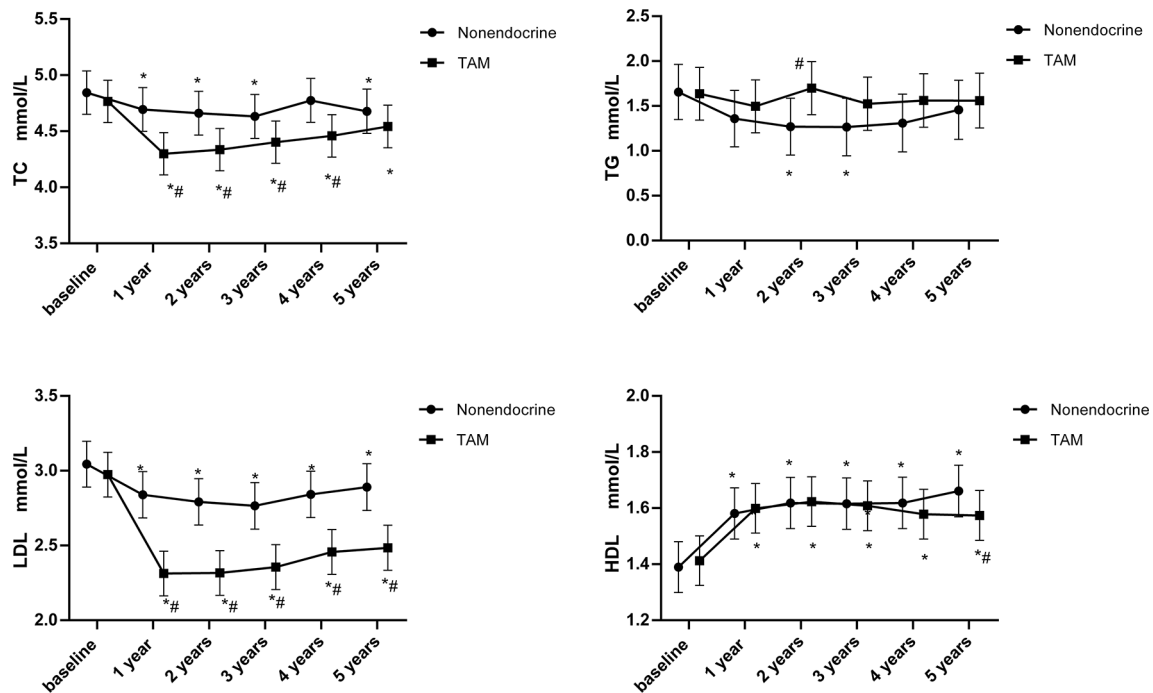 TC mmol/L
5.5
5.0
4.5
4.0
3.5
Nonendocrine
TAM
* * * *
*# *# *# *# *
baseline
1 year
2 years
3 years
4 years
5 years
TG mmol/L
2.5
2.0
1.5
1.0
0.5
0.0
Nonendocrine
TAM
#
* *
baseline
1 year
2 years
3 years
4 years
5 years
LDL mmol/L
3.5
3.0
2.5
2.0
Nonendocrine
TAM
* * * * *
*# *# *# *# *#
baseline
1 year
2 years
3 years
4 years
5 years
HDL mmol/L
2.0
1.8
1.6
1.4
1.2
Nonendocrine
TAM
* * * * *
*
* * * * *#
baseline
1 year
2 years
3 years
4 years
5 years